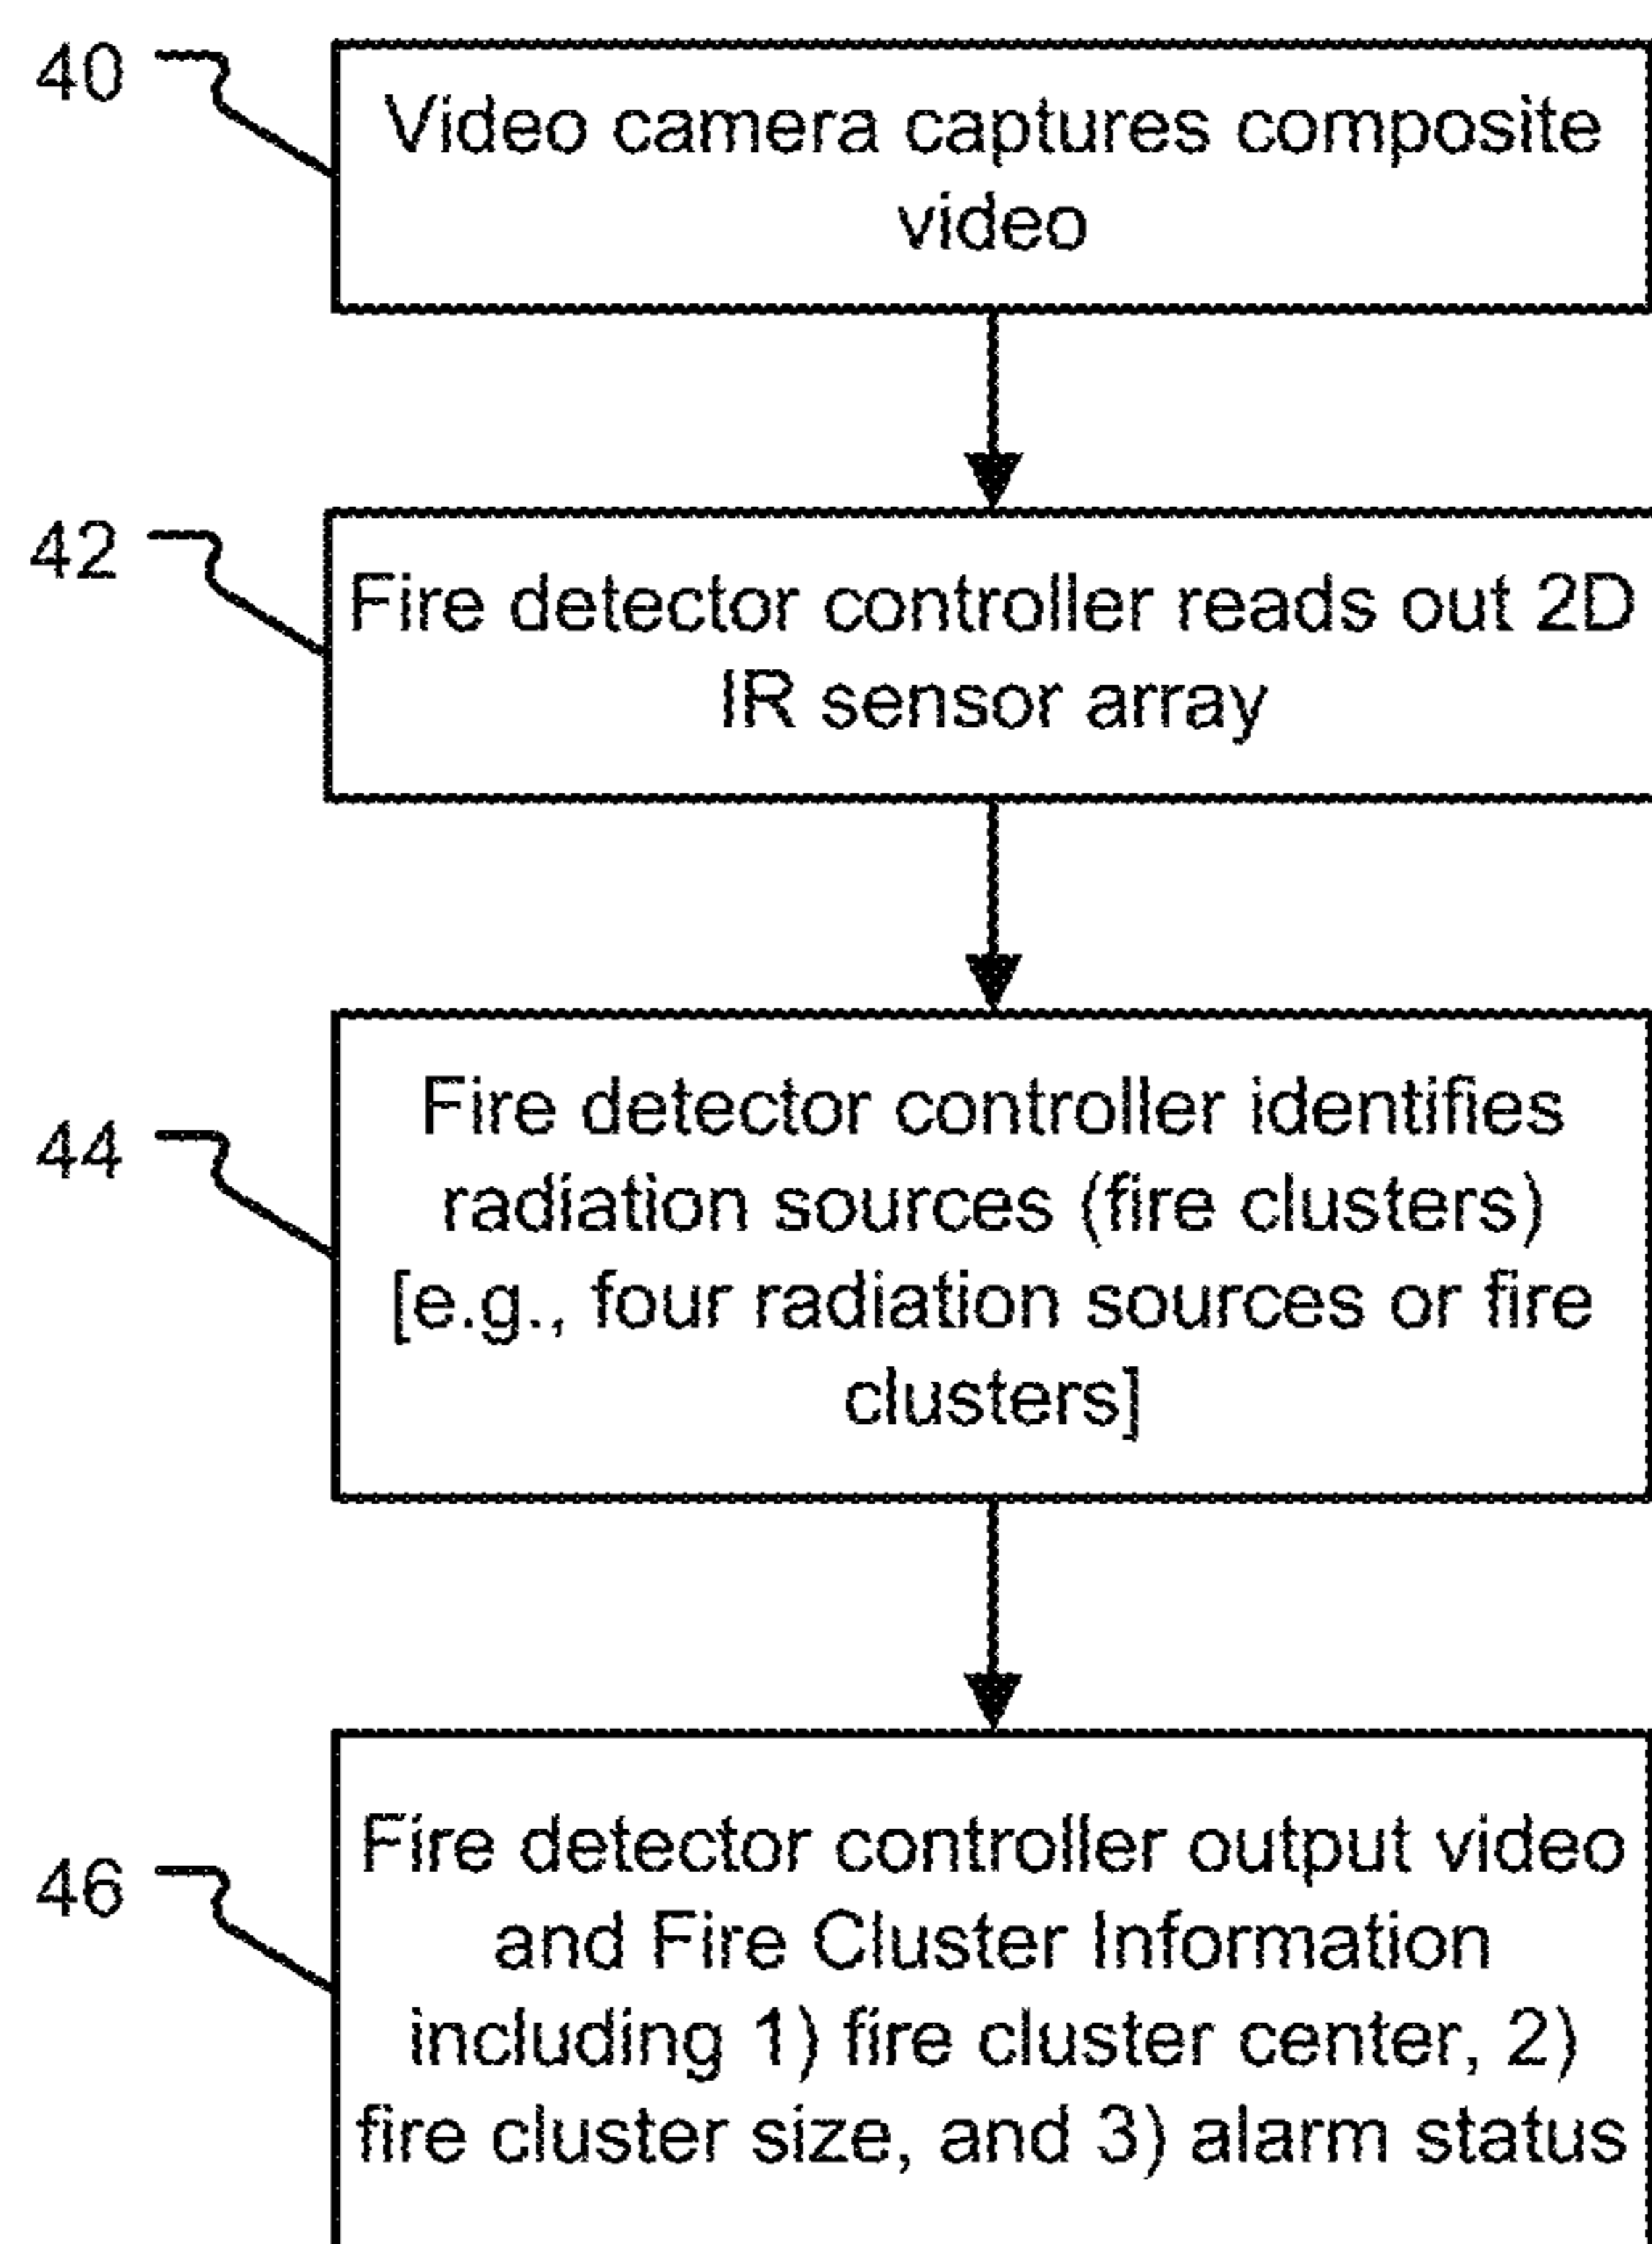 40
Video camera captures composite
video
42
Fire detector controller reads out 2D
IR sensor array
44
Fire detector controller identifies
radiation sources (fire clusters)
[e.g., four radiation sources or fire
clusters]
46
Fire detector controller output video
and Fire Cluster Information
including 1) fire cluster center, 2)
fire cluster size, and 3) alarm status